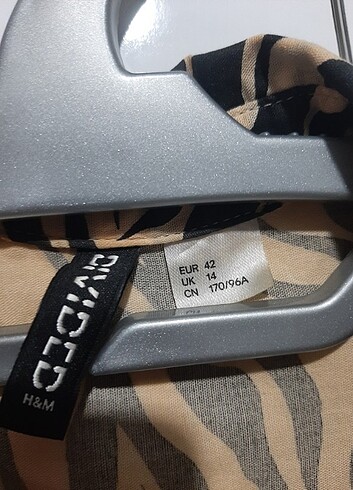 DIVIDED
H&M
EUR 42
UK 14
CN 170/96A